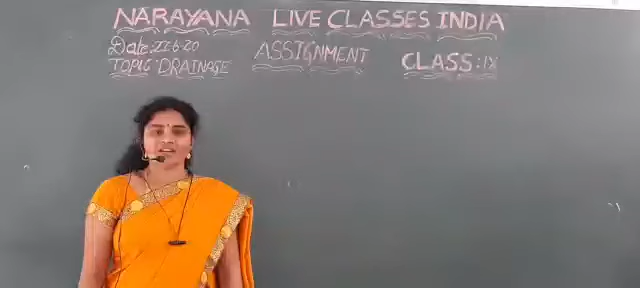 NARAYANA LIVE CLASSES INDIA
Date: 22-6-20
ASSIGNMENT
CLASS: IX
TOPIC DRAINAGE